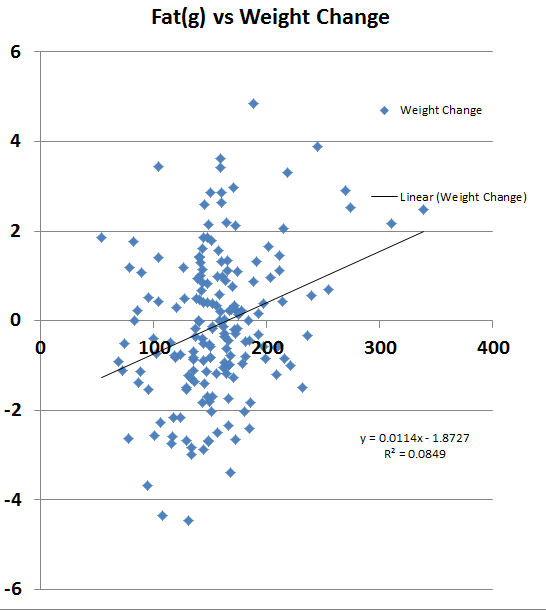 Fat(g) vs Weight Change
6
Weight Change
4
Linear (Weight Change)
2
0
0 100 200 300 400
-2
y = 0.0114x - 1.8727
R² = 0.0849
-4
-6